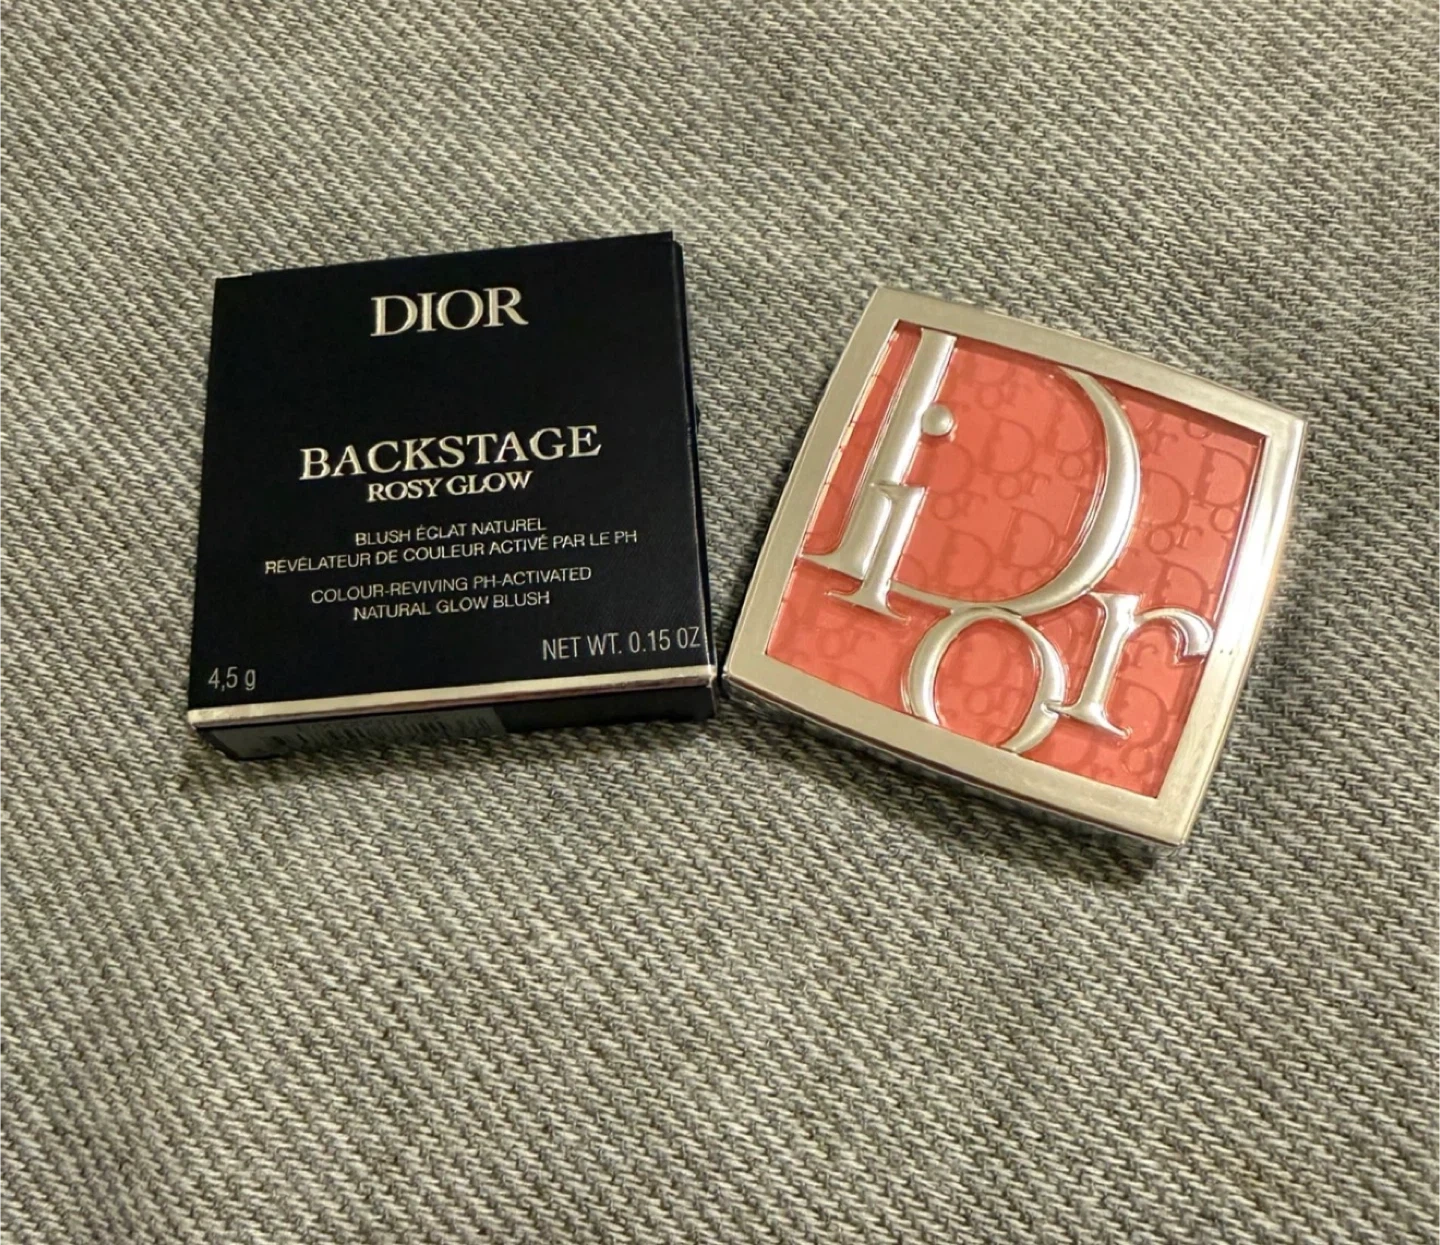 DIOR
BACKSTAGE
ROSY GLOW
BLUSH ÉCLAT NATUREL
RÉVÉLATEUR DE COULEUR ACTIVÉ PAR LE PH
COLOUR-REVIVING PH-ACTIVATED
NATURAL GLOW BLUSH
NET WT. 0.15 OZ
4,5 g
Dior